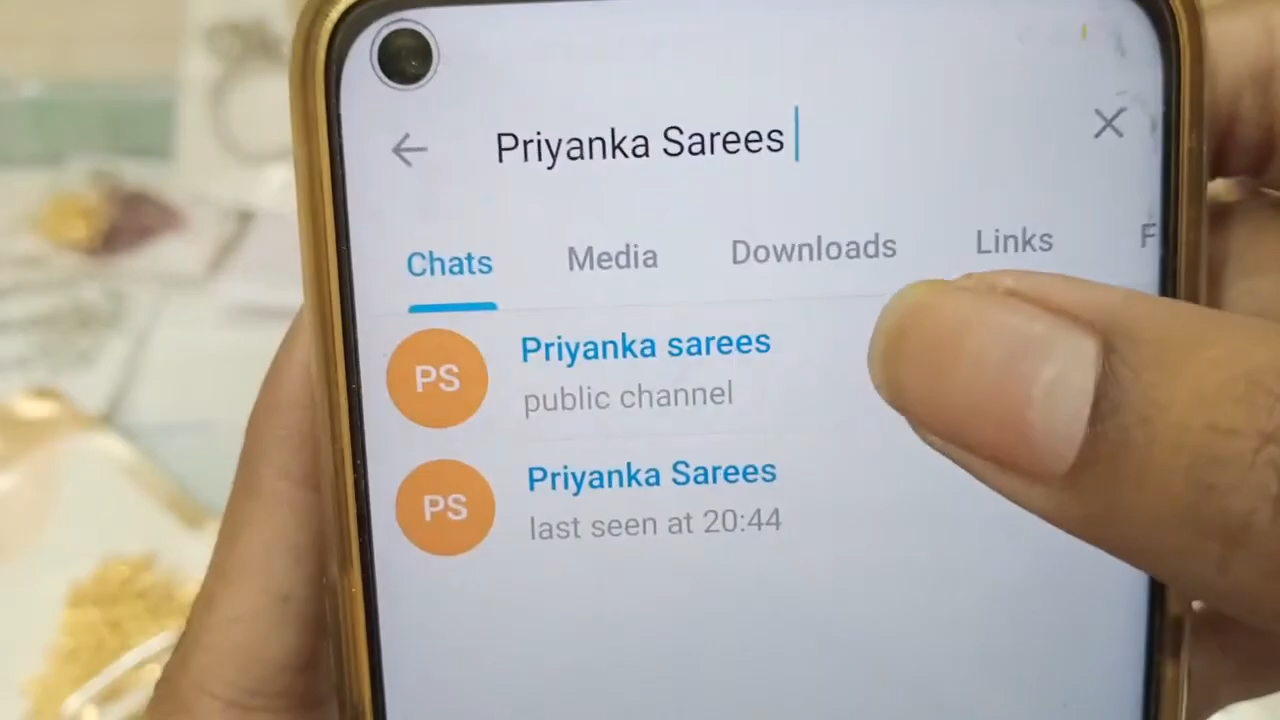 Priyanka Sarees
Chats Media Downloads Links F
PS Priyanka sarees
public channel
PS Priyanka Sarees
last seen at 20:44